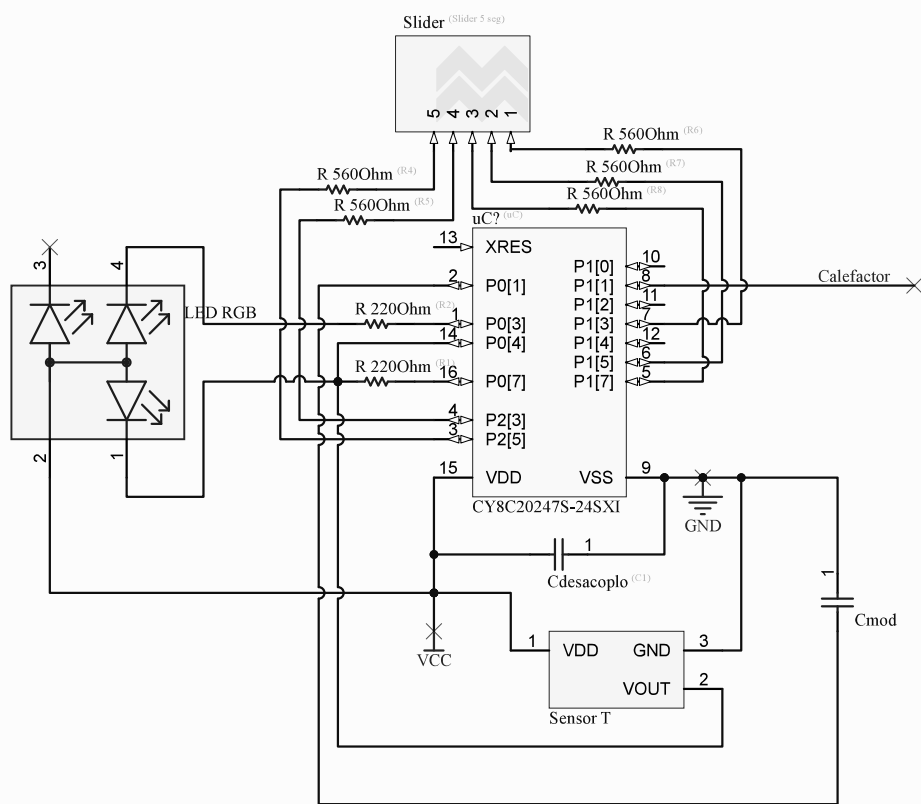 Slider (Slider 5 seg)
5 4 3 2 1
R 560Ohm (R6)
R 560Ohm (R4)
R 560Ohm (R7)
R 560Ohm (R5)
R 560Ohm (R8)
uC? (uC)
13 XRES
P1[0] 10
2 P0[1]
P1[1] 8
Calefactor
P1[2] 11
3 4
LED RGB
R 220Ohm (R2)
1 P0[3]
P1[3] 7
14 P0[4]
P1[4] 12
R 220Ohm (R1)
16 P0[7]
P1[5] 6
P1[7] 5
4 P2[3]
3 P2[5]
2 1
15 VDD
VSS 9
CY8C20247S-24SXI
GND
1
Cdesacoplo (C1)
1
Cmod
VCC
1 VDD
GND 3
VOUT 2
Sensor T